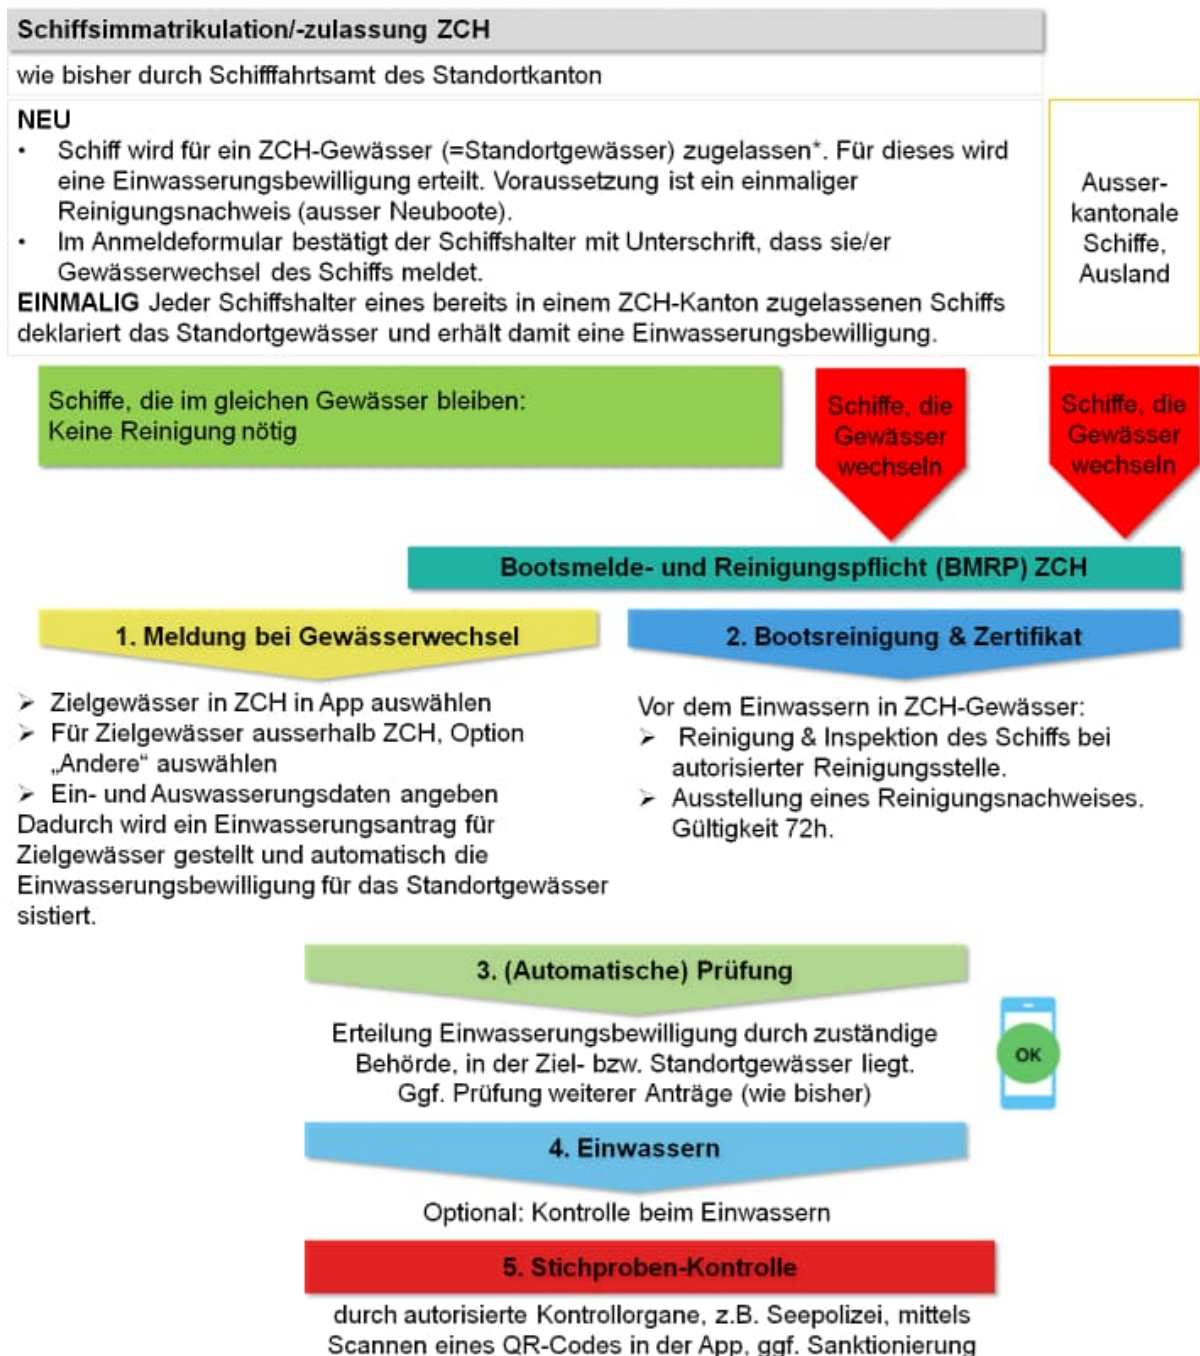 Schiffsimmatrikulation/-zulassung ZCH
wie bisher durch Schifffahrtsamt des Standortkanton
NEU
• Schiff wird für ein ZCH-Gewässer (=Standortgewässer) zugelassen*. Für dieses wird
eine Einwasserungsbewilligung erteilt. Voraussetzung ist ein einmaliger
Reinigungsnachweis (ausser Neuboote).
• Im Anmeldeformular bestätigt der Schiffshalter mit Unterschrift, dass sie/er
Gewässerwechsel des Schiffs meldet.
EINMALIG Jeder Schiffshalter eines bereits in einem ZCH-Kanton zugelassenen Schiffs
deklariert das Standortgewässer und erhält damit eine Einwasserungsbewilligung.
Ausser-
kantonale
Schiffe,
Ausland
Schiffe, die im gleichen Gewässer bleiben:
Keine Reinigung nötig
Schiffe, die
Gewässer
wechseln
Schiffe, die
Gewässer
wechseln
Bootsmelde- und Reinigungspflicht (BMRP) ZCH
1. Meldung bei Gewässerwechsel
➢ Zielgewässer in ZCH in App auswählen
➢ Für Zielgewässer ausserhalb ZCH, Option
„Andere“ auswählen
➢ Ein- und Auswasserungsdaten angeben
Dadurch wird ein Einwasserungsantrag für
Zielgewässer gestellt und automatisch die
Einwasserungsbewilligung für das Standortgewässer
sistiert.
2. Bootsreinigung & Zertifikat
Vor dem Einwassern in ZCH-Gewässer:
➢ Reinigung & Inspektion des Schiffs bei
autorisierter Reinigungsstelle.
➢ Ausstellung eines Reinigungsnachweises.
Gültigkeit 72h.
3. (Automatische) Prüfung
Erteilung Einwasserungsbewilligung durch zuständige
Behörde, in der Ziel- bzw. Standortgewässer liegt.
Ggf. Prüfung weiterer Anträge (wie bisher)
OK
4. Einwassern
Optional: Kontrolle beim Einwassern
5. Stichproben-Kontrolle
durch autorisierte Kontrollorgane, z.B. Seepolizei, mittels
Scannen eines QR-Codes in der App, ggf. Sanktionierung